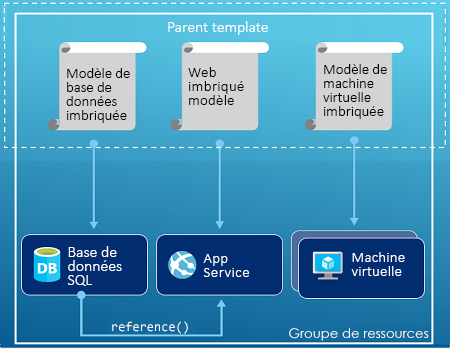 Parent template
Modèle de
base de
données
imbriquée
Web
imbriqué
modèle
Modèle de
machine
virtuelle
imbriquée
DB
Base de
données
SQL
App
Service
Machine
virtuelle
reference()
Groupe de ressources